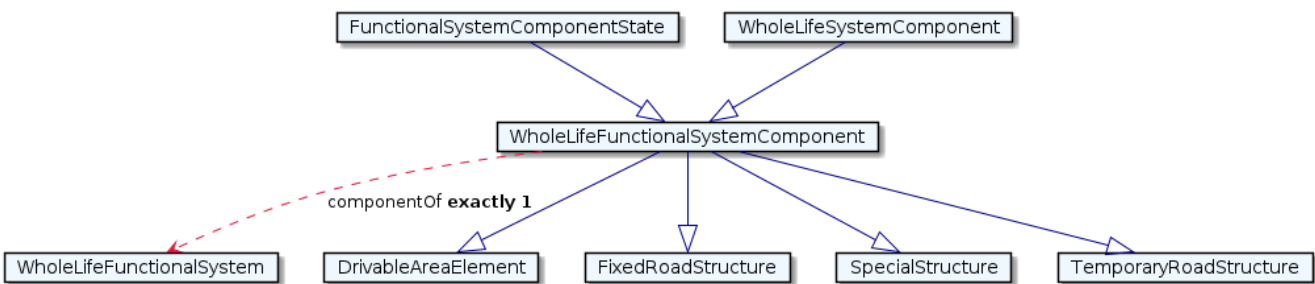 FunctionalSystemComponentState
WholeLifeSystemComponent
WholeLifeFunctionalSystemComponent
componentOf exactly 1
WholeLifeFunctionalSystem
DrivableAreaElement
FixedRoadStructure
SpecialStructure
TemporaryRoadStructure